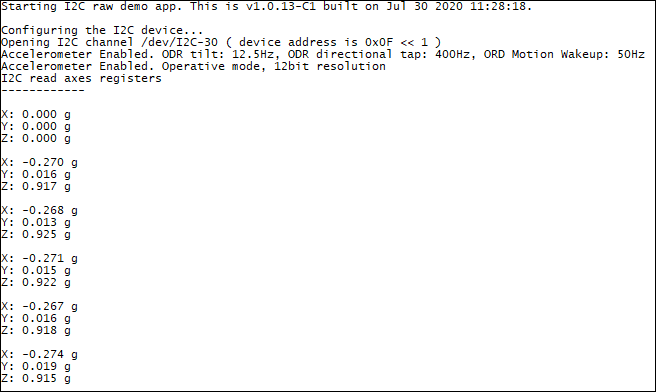 Starting I2C raw demo app. This is v1.0.13-C1 built on Jul 30 2020 11:28:18.
Configuring the I2C device...
Opening I2C channel /dev/I2C-30 ( device address is 0x0F << 1 )
Accelerometer Enabled. ODR tilt: 12.5Hz, ODR directional tap: 400Hz, ORD Motion Wakeup: 50Hz
Accelerometer Enabled. Operative mode, 12bit resolution
I2C read axes registers
------------
X: 0.000 g
Y: 0.000 g
Z: 0.000 g
X: -0.270 g
Y: 0.016 g
Z: 0.917 g
X: -0.268 g
Y: 0.013 g
Z: 0.925 g
X: -0.271 g
Y: 0.015 g
Z: 0.922 g
X: -0.267 g
Y: 0.016 g
Z: 0.918 g
X: -0.274 g
Y: 0.019 g
Z: 0.915 g